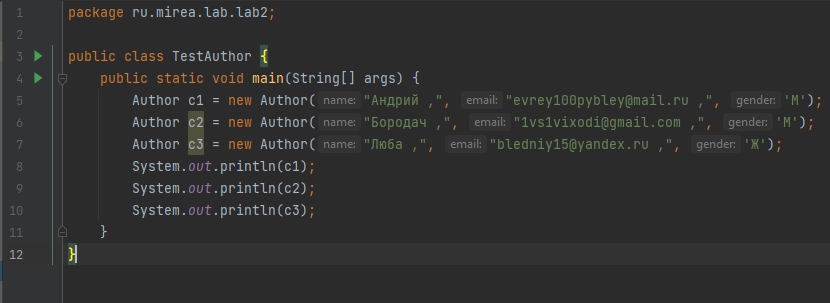 1 package ru.mirea.lab.lab2;
2
3 public class TestAuthor {
4 public static void main(String[] args) {
5 Author c1 = new Author( name: "Андрий ,", email: "evrey100pybley@mail.ru ,", gender: 'М');
6 Author c2 = new Author( name: "Бородач ,", email: "1vs1vixodi@gmail.com ,", gender: 'М');
7 Author c3 = new Author( name: "Люба ,", email: "bledniy15@yandex.ru ,", gender: 'Ж');
8 System.out.println(c1);
9 System.out.println(c2);
10 System.out.println(c3);
11 }
12 }